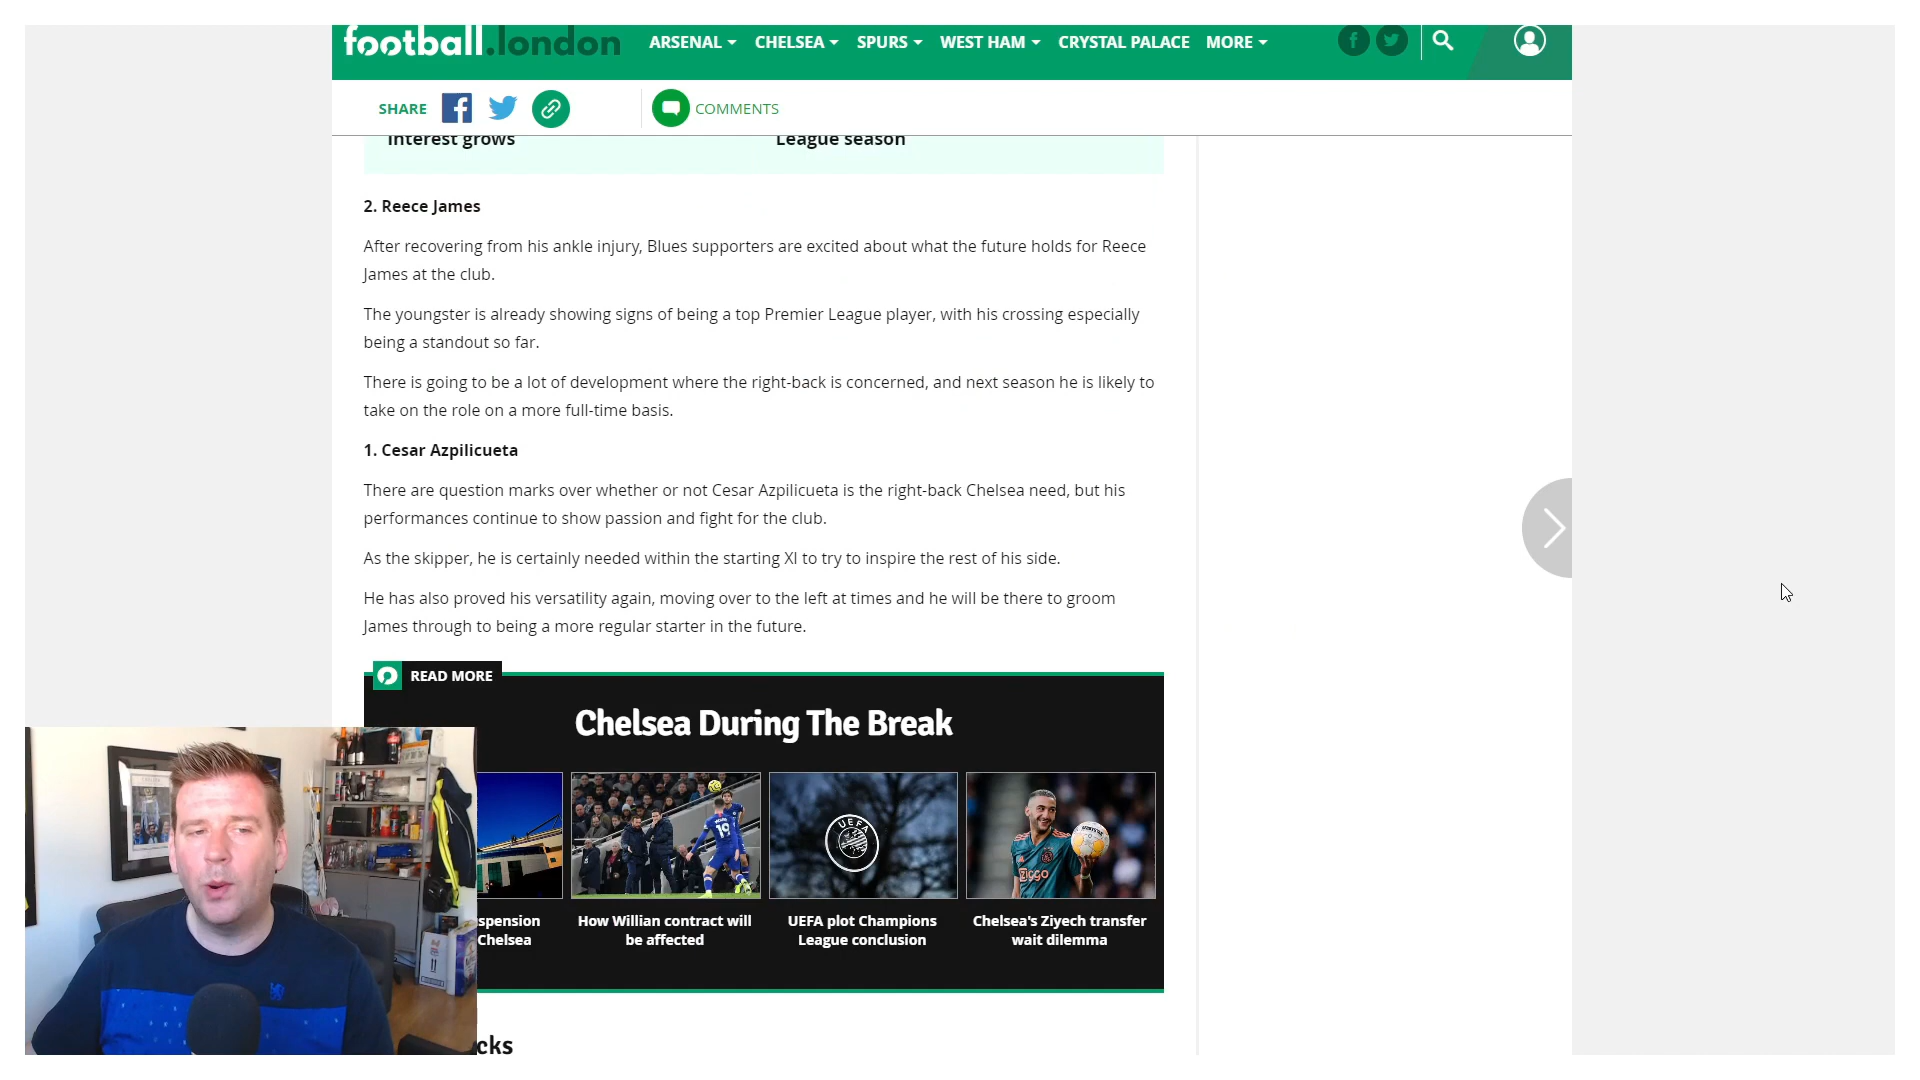 football.london
ARSENAL CHELSEA SPURS WEST HAM CRYSTAL PALACE MORE
SHARE COMMENTS
interest grows
League season
2. Reece James
After recovering from his ankle injury, Blues supporters are excited about what the future holds for Reece
James at the club.
The youngster is already showing signs of being a top Premier League player, with his crossing especially
being a standout so far.
There is going to be a lot of development where the right-back is concerned, and next season he is likely to
take on the role on a more full-time basis.
1. Cesar Azpilicueta
There are question marks over whether or not Cesar Azpilicueta is the right-back Chelsea need, but his
performances continue to show passion and fight for the club.
As the skipper, he is certainly needed within the starting XI to try to inspire the rest of his side.
He has also proved his versatility again, moving over to the left at times and he will be there to groom
James through to being a more regular starter in the future.
READ MORE
Chelsea During The Break
19
UEFA
Ziggo
spension
Chelsea
How Willian contract will
be affected
UEFA plot Champions
League conclusion
Chelsea's Ziyech transfer
wait dilemma
cks